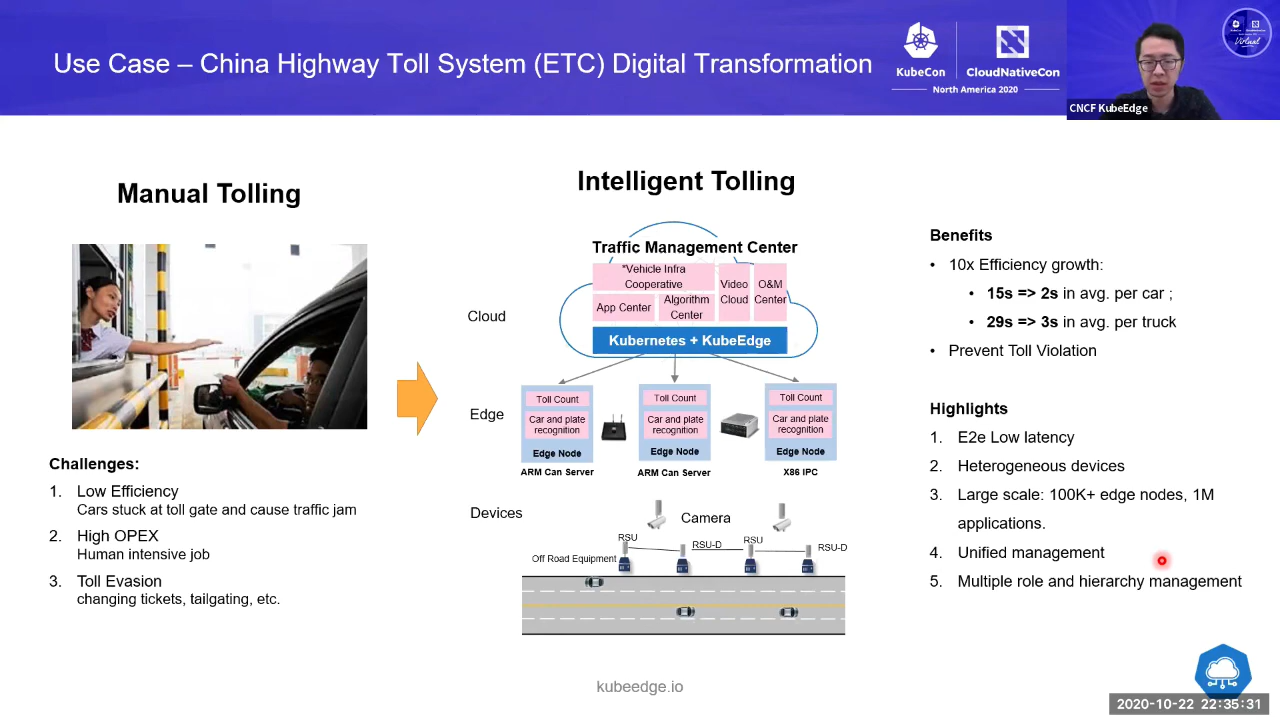 Use Case – China Highway Toll System (ETC) Digital Transformation
KubeCon
CloudNativeCon
North America 2020
Virtual
CNCF KubeEdge
Manual Tolling
Challenges:
1. Low Efficiency
Cars stuck at toll gate and cause traffic jam
2. High OPEX
Human intensive job
3. Toll Evasion
changing tickets, tailgating, etc.
Intelligent Tolling
Traffic Management Center
*Vehicle Infra
Cooperative
Video
Cloud
O&M
Center
App Center
Algorithm
Center
Cloud
Kubernetes + KubeEdge
Edge
Toll Count
Car and plate
recognition
Edge Node
ARM Can Server
Toll Count
Car and plate
recognition
Edge Node
ARM Can Server
Toll Count
Car and plate
recognition
Edge Node
X86 IPC
Devices
Camera
RSU
RSU-D
RSU
RSU-D
Off Road Equipment
Benefits
• 10x Efficiency growth:
• 15s => 2s in avg. per car ;
• 29s => 3s in avg. per truck
• Prevent Toll Violation
Highlights
1. E2e Low latency
2. Heterogeneous devices
3. Large scale: 100K+ edge nodes, 1M
applications.
4. Unified management
5. Multiple role and hierarchy management
kubeedge.io
2020-10-22 22:35:31